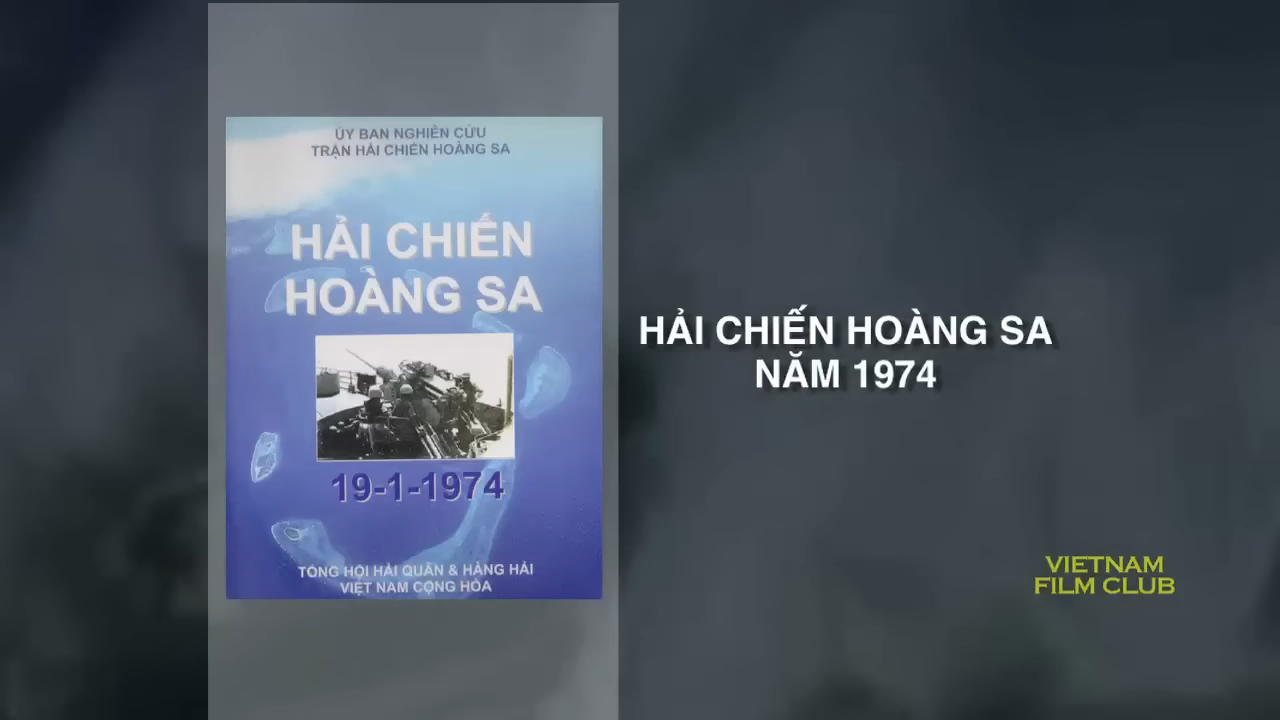 ỦY BAN NGHIÊN CỨU
TRẬN HẢI CHIẾN HOÀNG SA
HẢI CHIẾN
HOÀNG SA
19-1-1974
TỔNG HỘI HẢI QUÂN & HÀNG HẢI
VIỆT NAM CỘNG HÒA
HẢI CHIẾN HOÀNG SA
NĂM 1974
VIETNAM
FILM CLUB